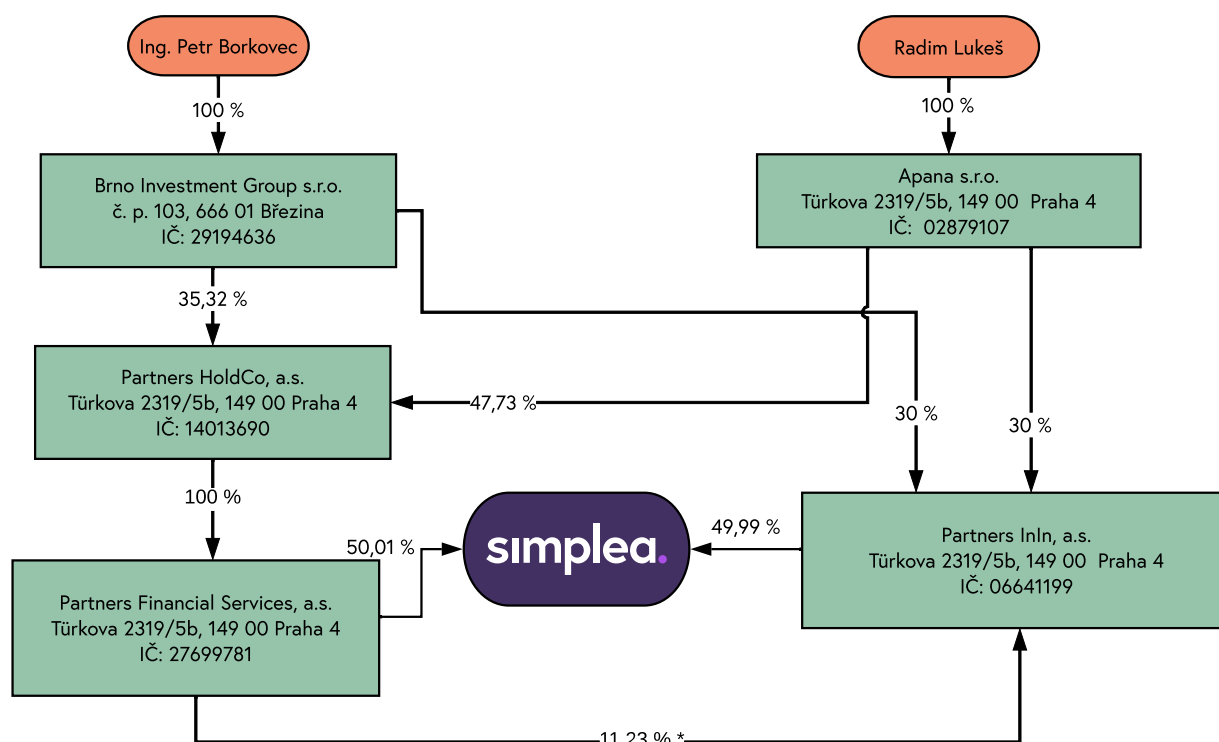 Ing. Petr Borkovec
Radim Lukeš
100 %
100 %
Brno Investment Group s.r.o.
č. p. 103, 666 01 Březina
IČ: 29194636
Apana s.r.o.
Türkova 2319/5b, 149 00 Praha 4
IČ: 02879107
35,32 %
Partners HoldCo, a.s.
Türkova 2319/5b, 149 00 Praha 4
IČ: 14013690
47,73 %
30 %
30 %
100 %
50,01 %
simplea.
49,99 %
Partners InIn, a.s.
Türkova 2319/5b, 149 00 Praha 4
IČ: 06641199
Partners Financial Services, a.s.
Türkova 2319/5b, 149 00 Praha 4
IČ: 27699781
11,23 % *